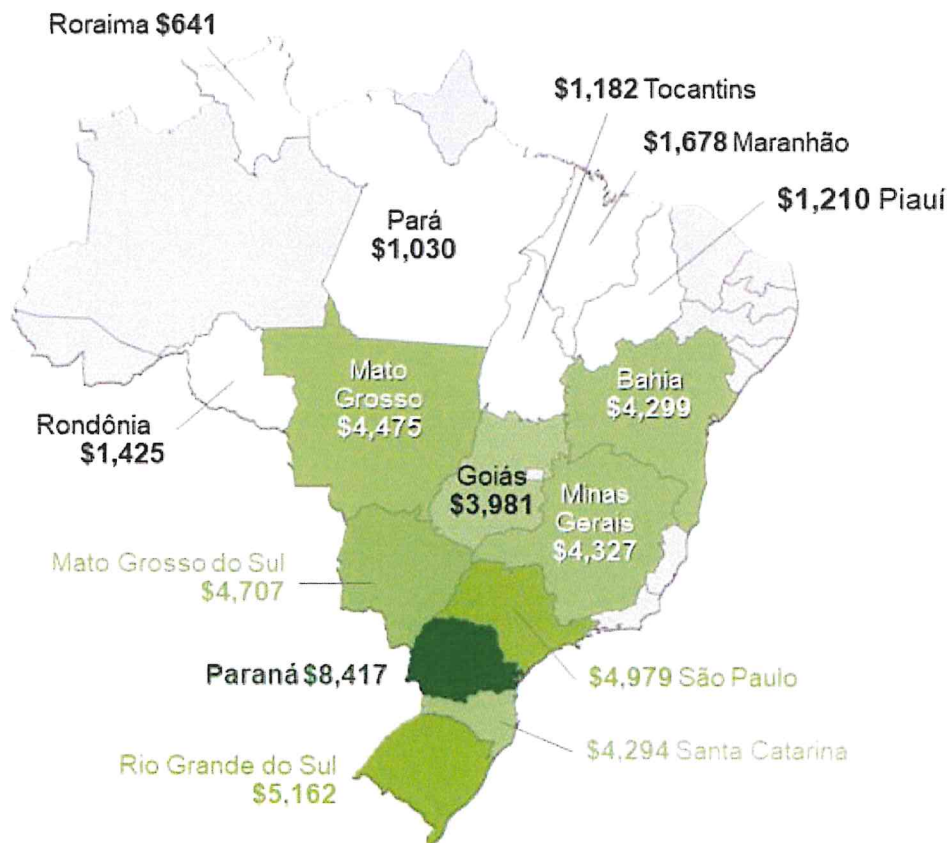 Roraima $641
$1,182 Tocantins
$1,678 Maranhão
$1,210 Piauí
Pará
$1,030
Mato
Grosso
$4,475
Bahia
$4,299
Rondônia
$1,425
Goiás
$3,981
Minas
Gerais
$4,327
Mato Grosso do Sul
$4,707
Paraná $8,417
$4,979 São Paulo
$4,294 Santa Catarina
Rio Grande do Sul
$5,162